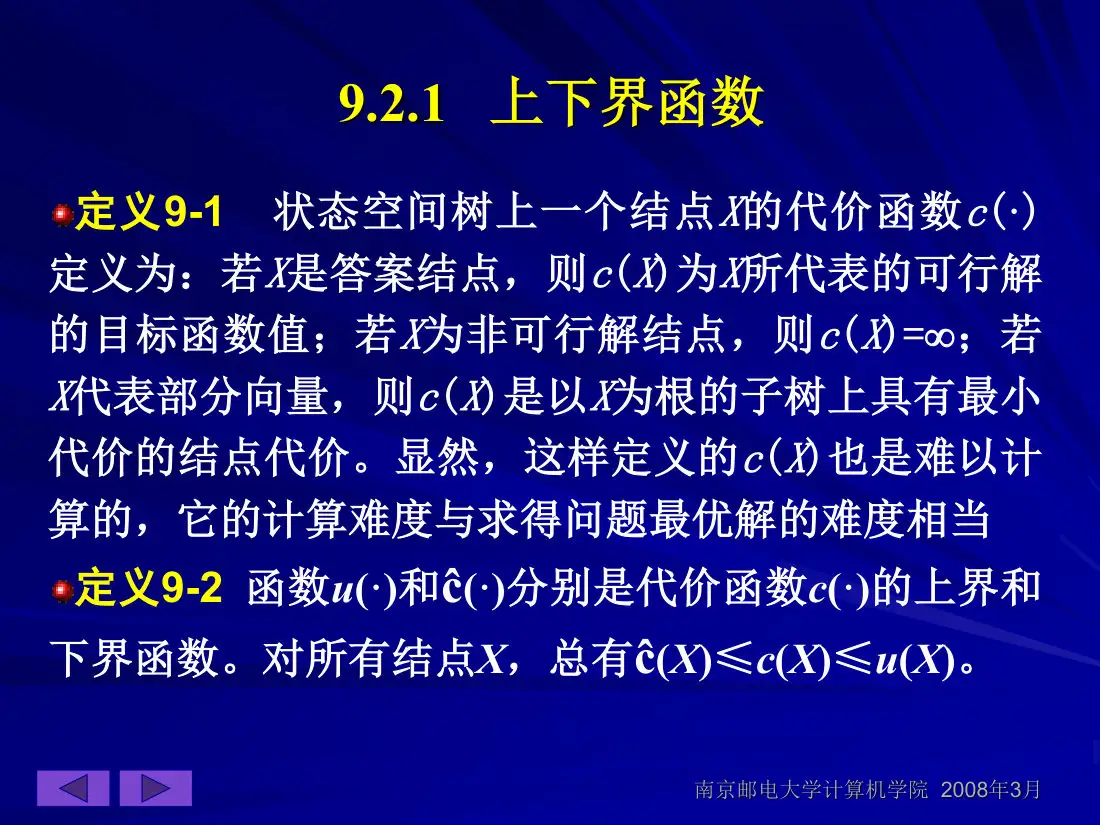 9.2.1 上下界函数
定义9-1 状态空间树上一个结点X的代价函数c(·)
定义为：若X是答案结点，则c(X)为X所代表的可行解
的目标函数值；若X为非可行解结点，则c(X)=∞；若
X代表部分向量，则c(X)是以X为根的子树上具有最小
代价的结点代价。显然，这样定义的c(X)也是难以计
算的，它的计算难度与求得问题最优解的难度相当
定义9-2 函数u(·)和ĉ(·)分别是代价函数c(·)的上界和
下界函数。对所有结点X，总有ĉ(X)≤c(X)≤u(X)。
南京邮电大学计算机学院 2008年3月